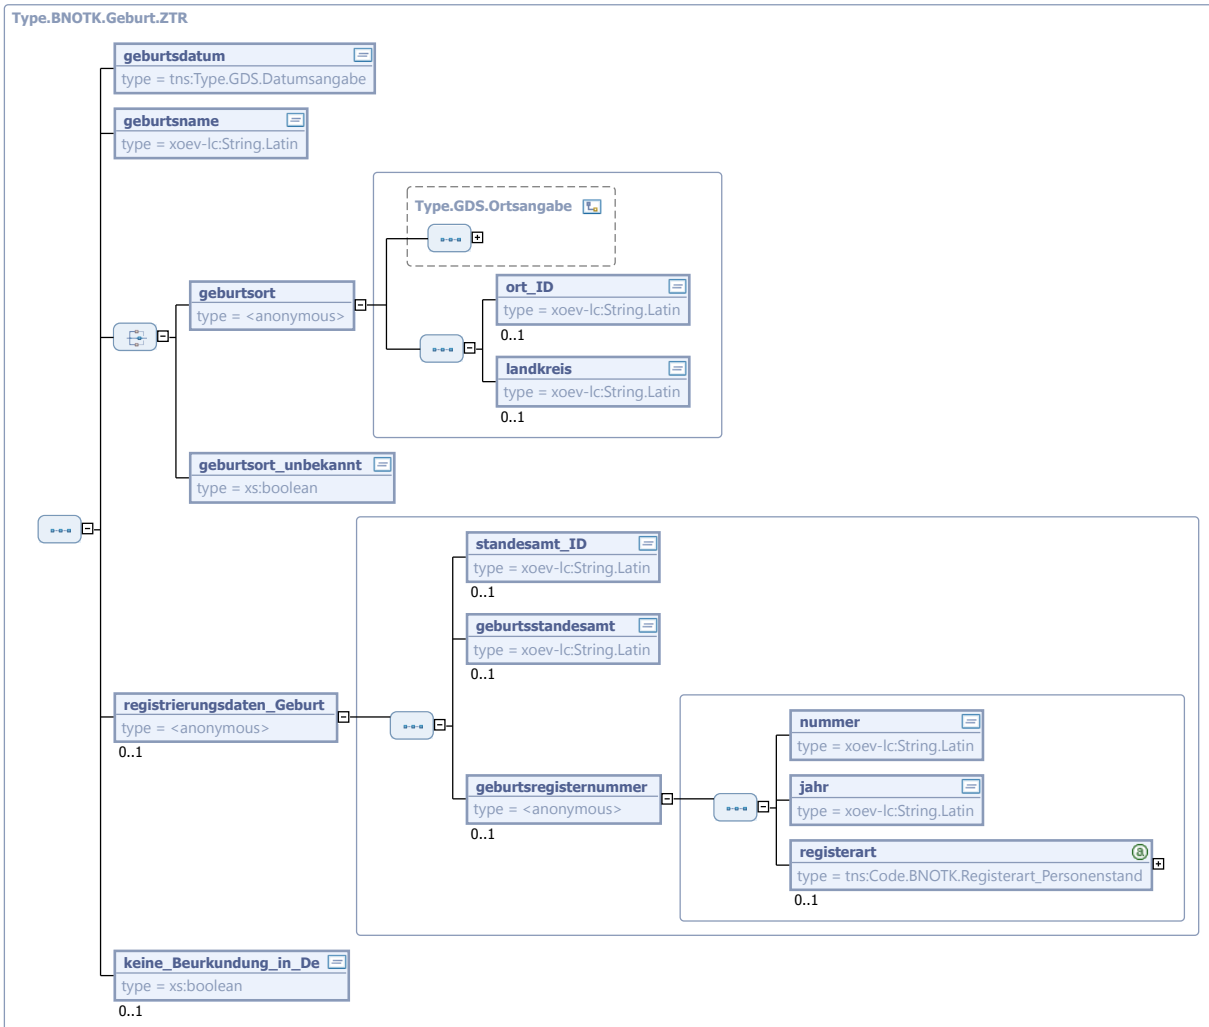 Type.BNOTK.Geburt.ZTR
geburtsdatum
type = tns:Type.GDS.Datumsangabe
geburtsname
type = xoev-lc:String.Latin
Type.GDS.Ortsangabe
geburtsort
type = <anonymous>
ort_ID
type = xoev-lc:String.Latin
0..1
landkreis
type = xoev-lc:String.Latin
0..1
geburtsort_unbekannt
type = xs:boolean
standesamt_ID
type = xoev-lc:String.Latin
0..1
geburtsstandesamt
type = xoev-lc:String.Latin
0..1
registrierungsdaten_Geburt
type = <anonymous>
0..1
geburtsregisternummer
type = <anonymous>
0..1
nummer
type = xoev-lc:String.Latin
jahr
type = xoev-lc:String.Latin
registerart
a
type = tns:Code.BNOTK.Registerart_Personenstand
0..1
keine_Beurkundung_in_De
type = xs:boolean
0..1